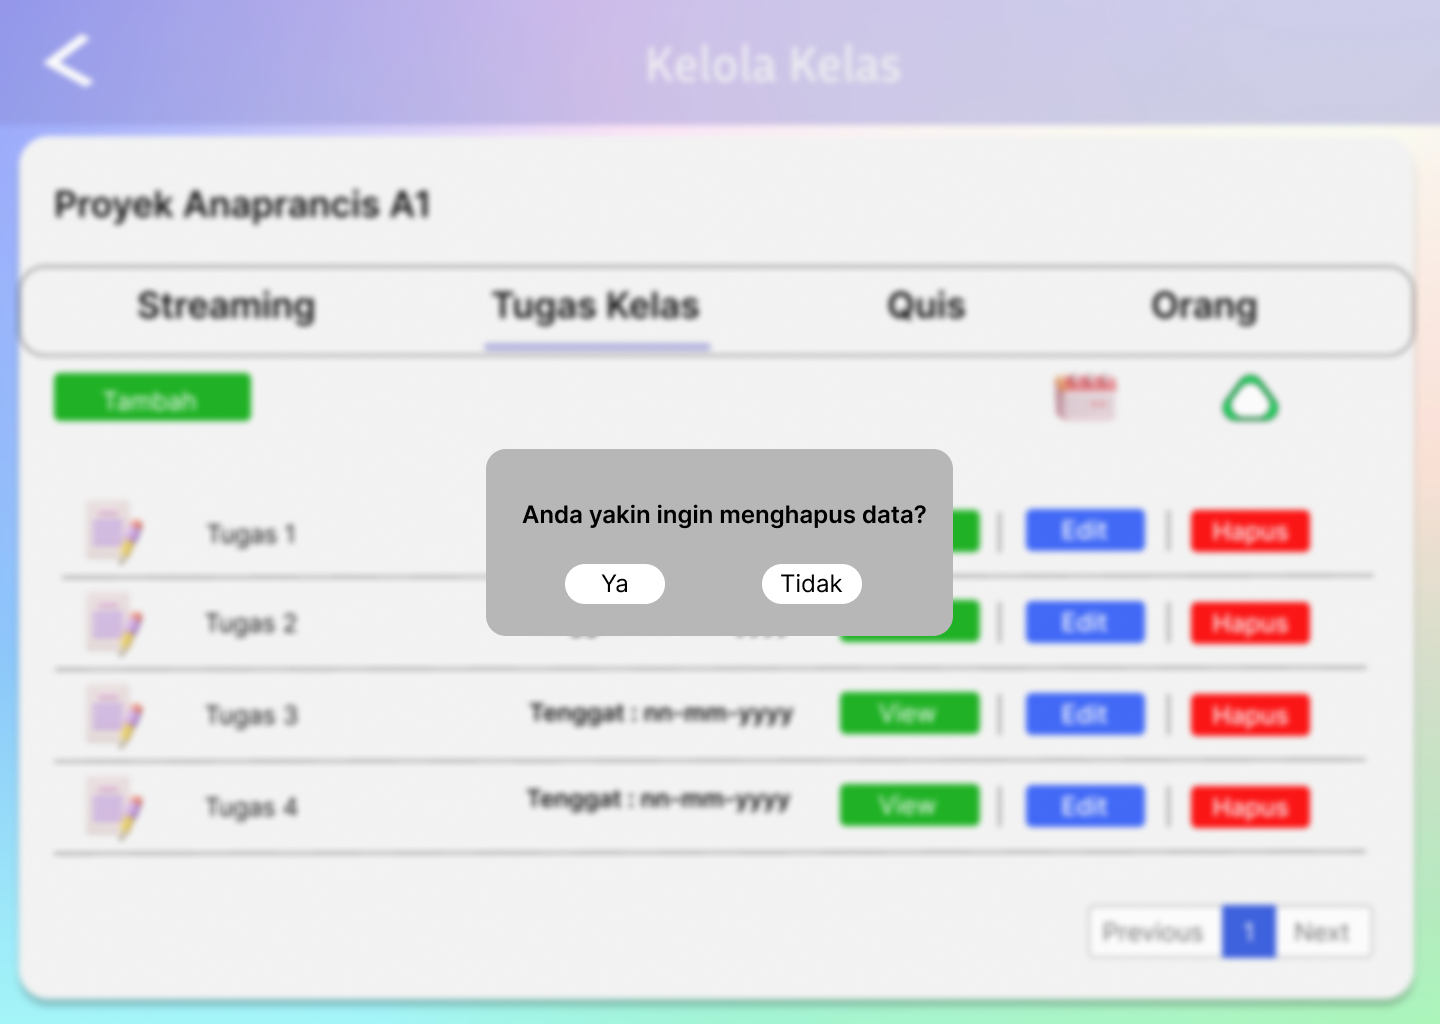 Kelola Kelas
Proyek Anaprancis A1
Streaming Tugas Kelas Quis Orang
Tambah
Anda yakin ingin menghapus data?
Ya Tidak
Tugas 1 Edit Hapus
Tugas 2 Edit Hapus
Tugas 3 Tenggat : nn-mm-yyyy View Edit Hapus
Tugas 4 Tenggat : nn-mm-yyyy View Edit Hapus
Previous 1 Next